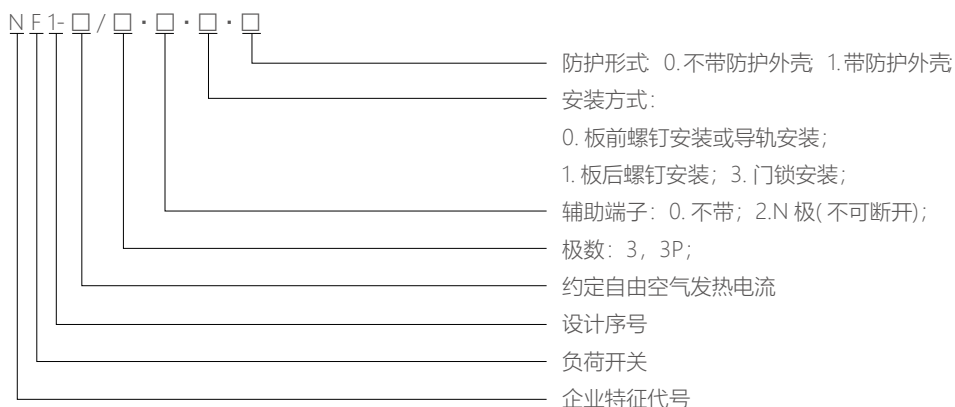 NF1-□/□·□·□·□
防护形式 0.不带防护外壳; 1.带防护外壳
安装方式：
0. 板前螺钉安装或导轨安装；
1. 板后螺钉安装；3. 门锁安装；
辅助端子：0. 不带；2.N 极( 不可断开)；
极数：3，3P；
约定自由空气发热电流
设计序号
负荷开关
企业特征代号